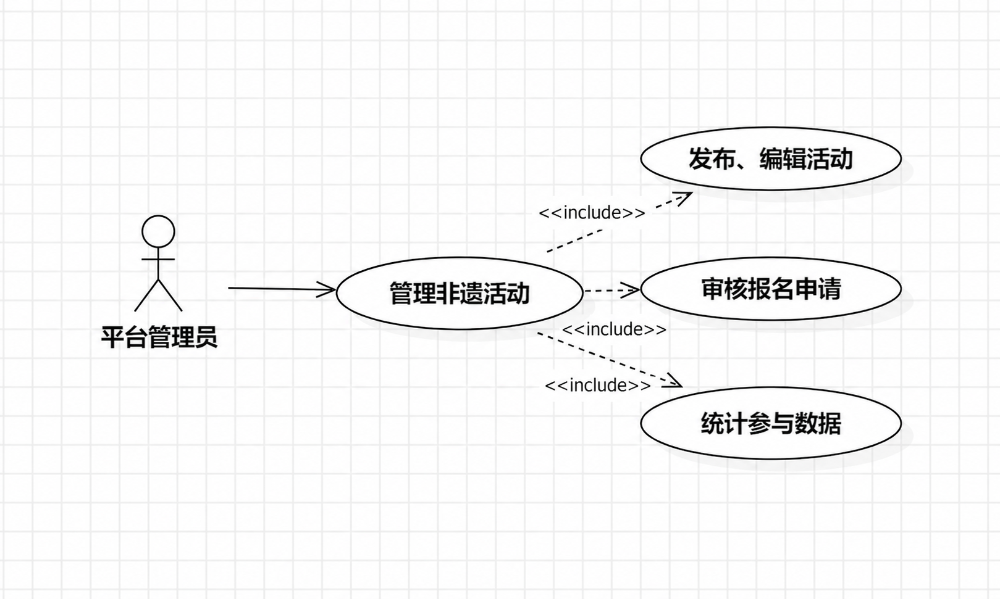 发布、编辑活动
<<include>>
管理非遗活动
审核报名申请
<<include>>
平台管理员
<<include>>
统计参与数据